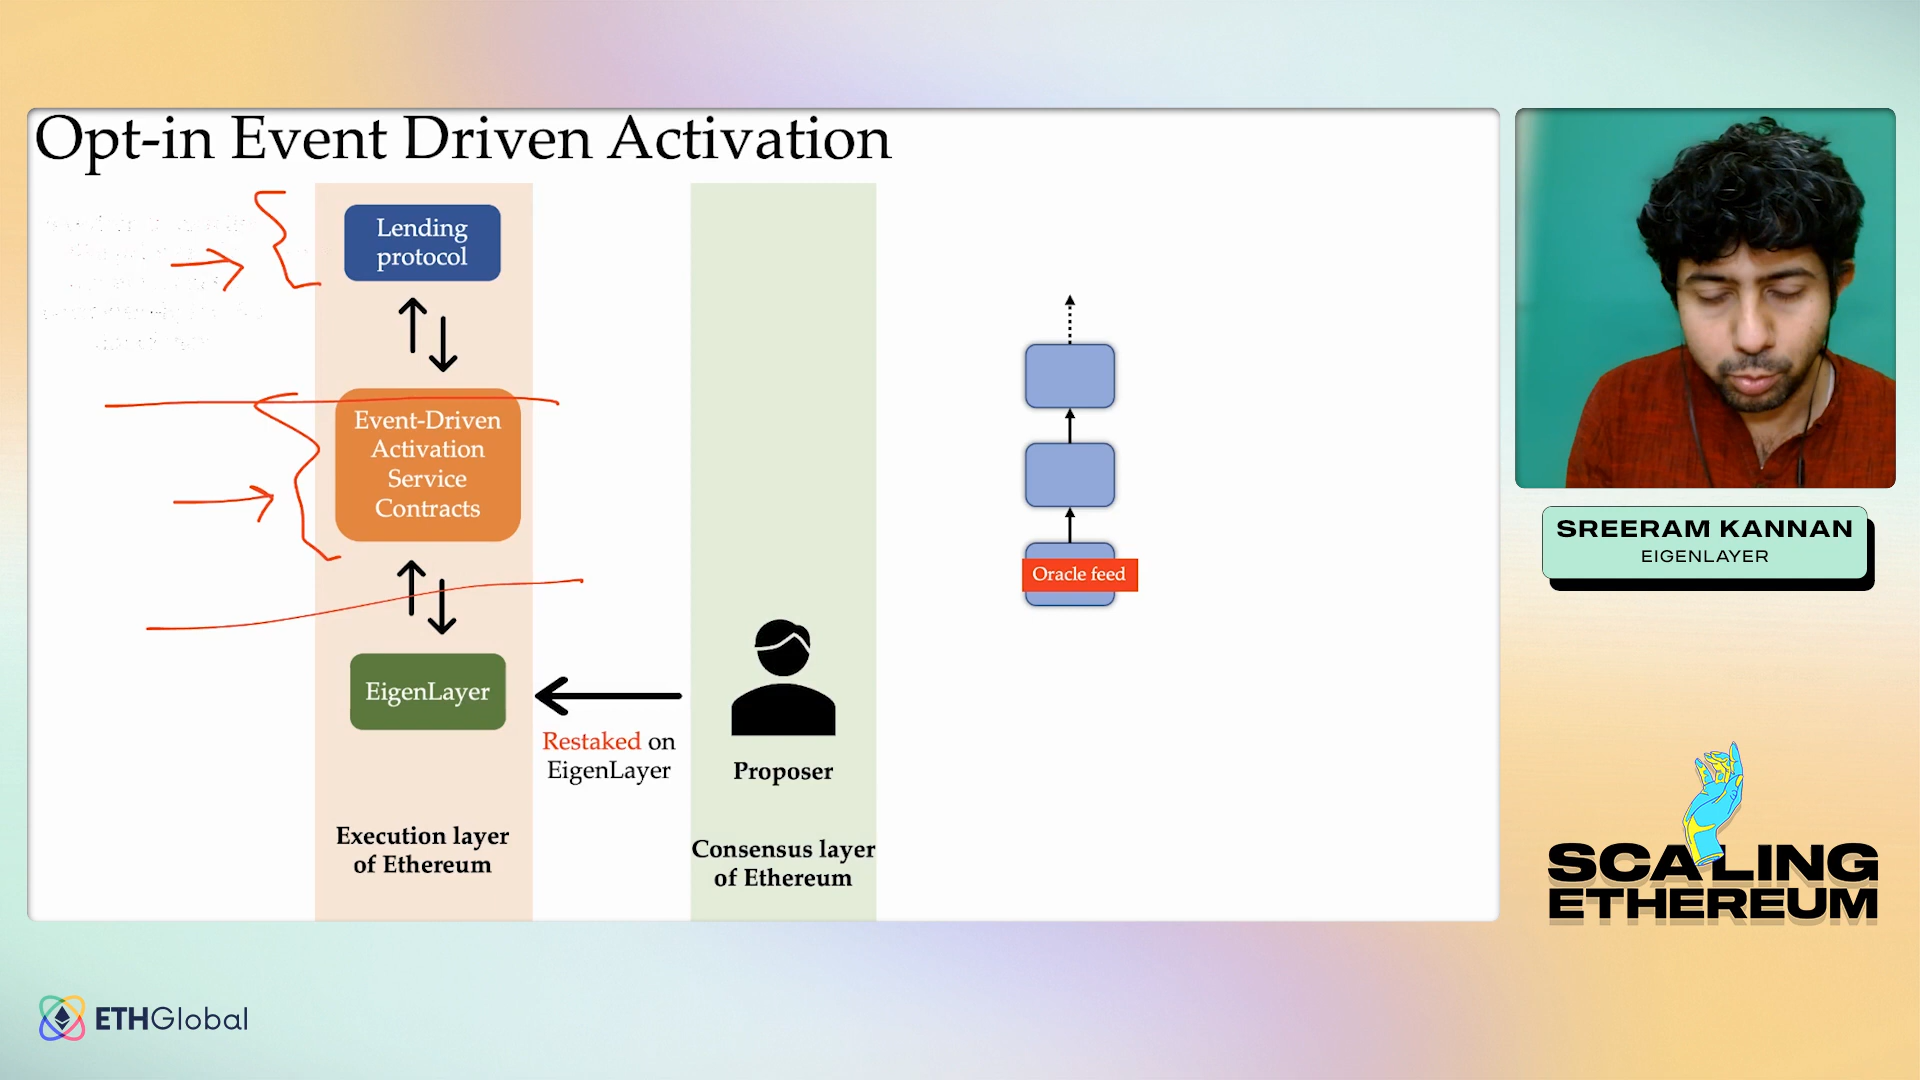 Opt-in Event Driven Activation
Lending
protocol
Event-Driven
Activation
Service
Contracts
EigenLayer
Restaked on
EigenLayer
Proposer
Execution layer
of Ethereum
Consensus layer
of Ethereum
Oracle feed
SREERAM KANNAN
EIGENLAYER
SCALING
ETHEREUM
ETHGlobal